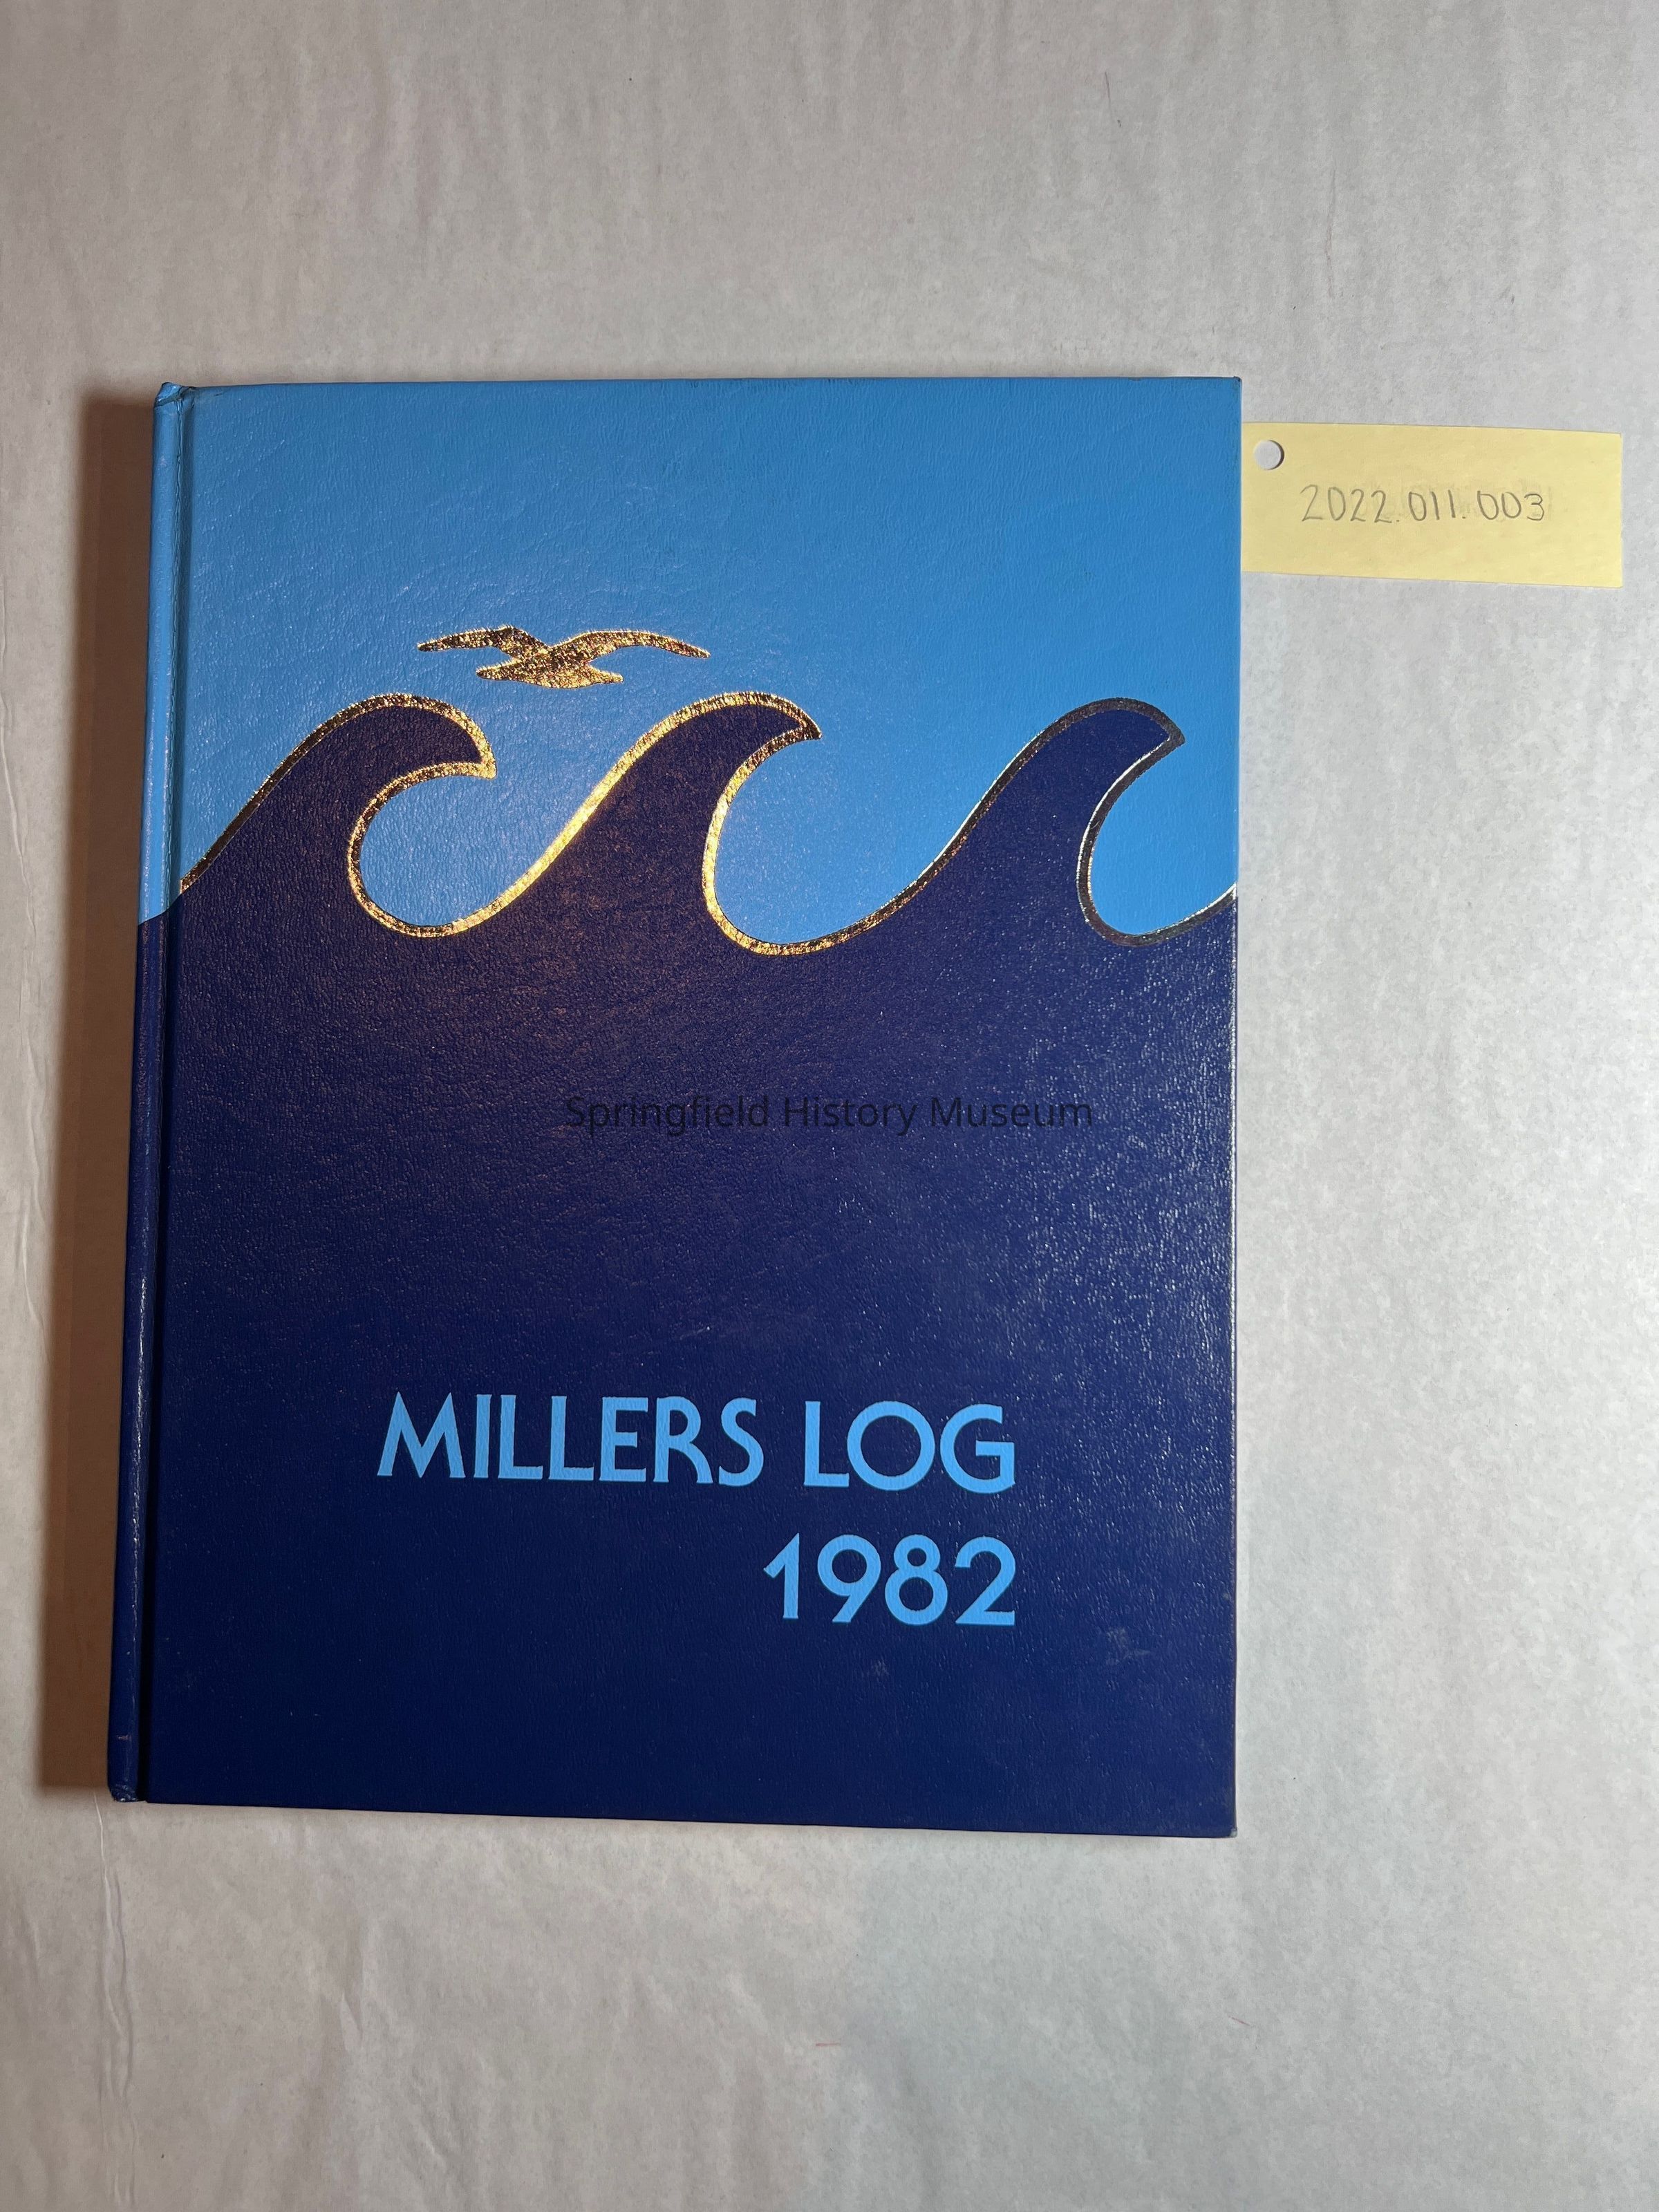 2022.011.003
Springfield History Museum
MILLERS LOG
1982